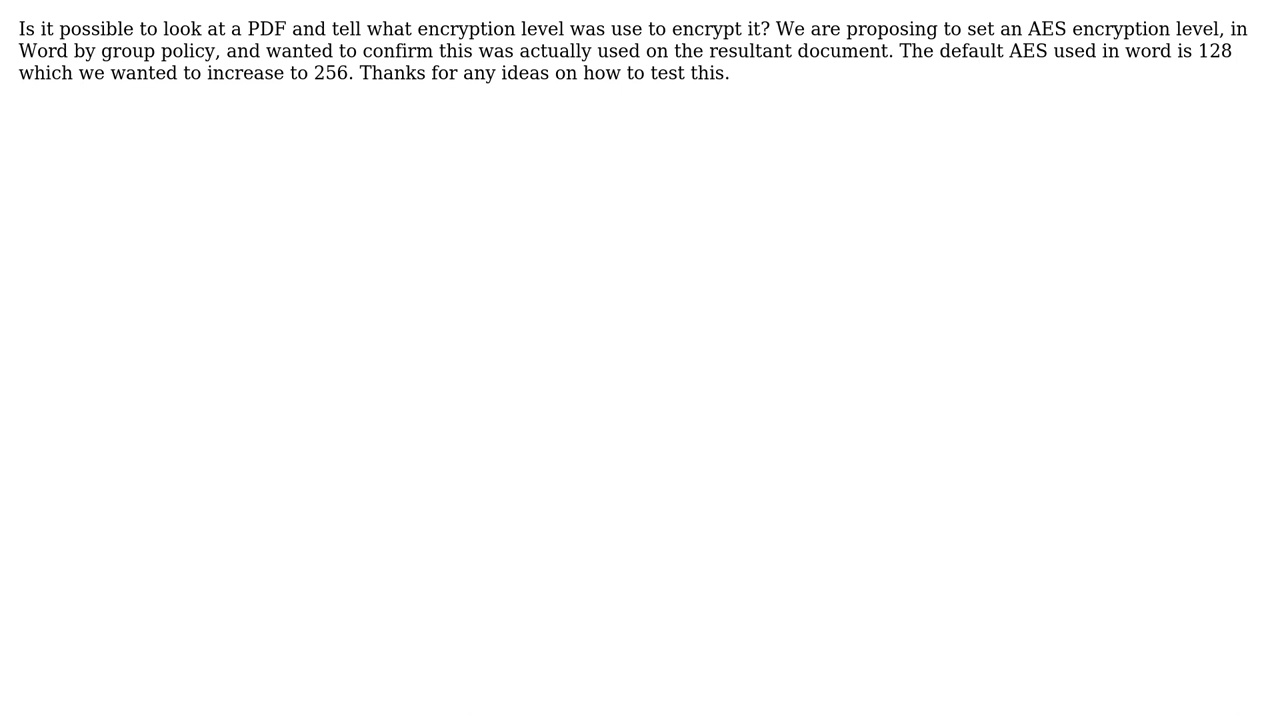 Is it possible to look at a PDF and tell what encryption level was use to encrypt it? We are proposing to set an AES encryption level, in
Word by group policy, and wanted to confirm this was actually used on the resultant document. The default AES used in word is 128
which we wanted to increase to 256. Thanks for any ideas on how to test this.